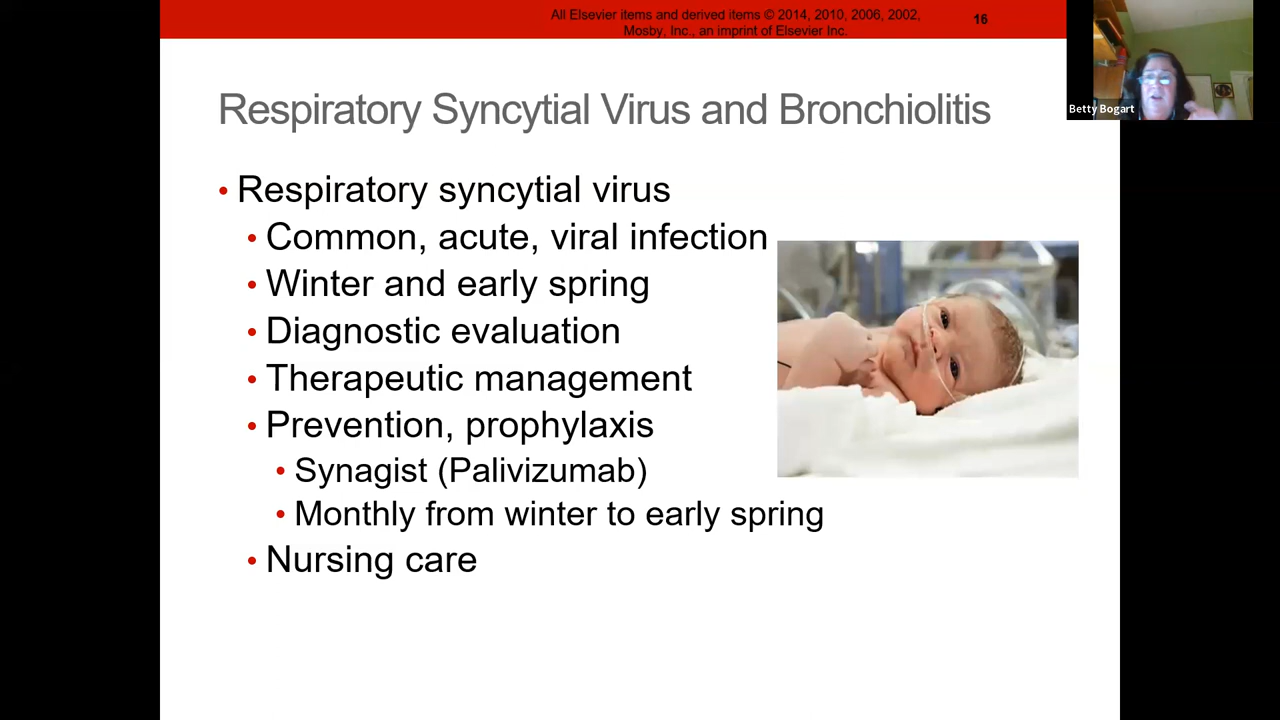 All Elsevier items and derived items © 2014, 2010, 2006, 2002,
Mosby, Inc., an imprint of Elsevier Inc.
16
Betty Bogart
Respiratory Syncytial Virus and Bronchiolitis
• Respiratory syncytial virus
• Common, acute, viral infection
• Winter and early spring
• Diagnostic evaluation
• Therapeutic management
• Prevention, prophylaxis
• Synagist (Palivizumab)
• Monthly from winter to early spring
• Nursing care